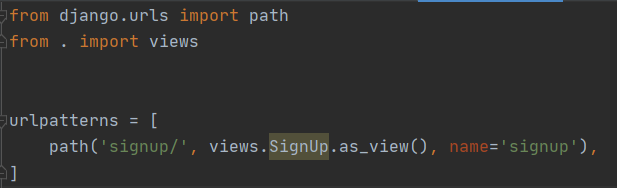 from django.urls import path
from . import views
urlpatterns = [
    path('signup/', views.SignUp.as_view(), name='signup'),
]